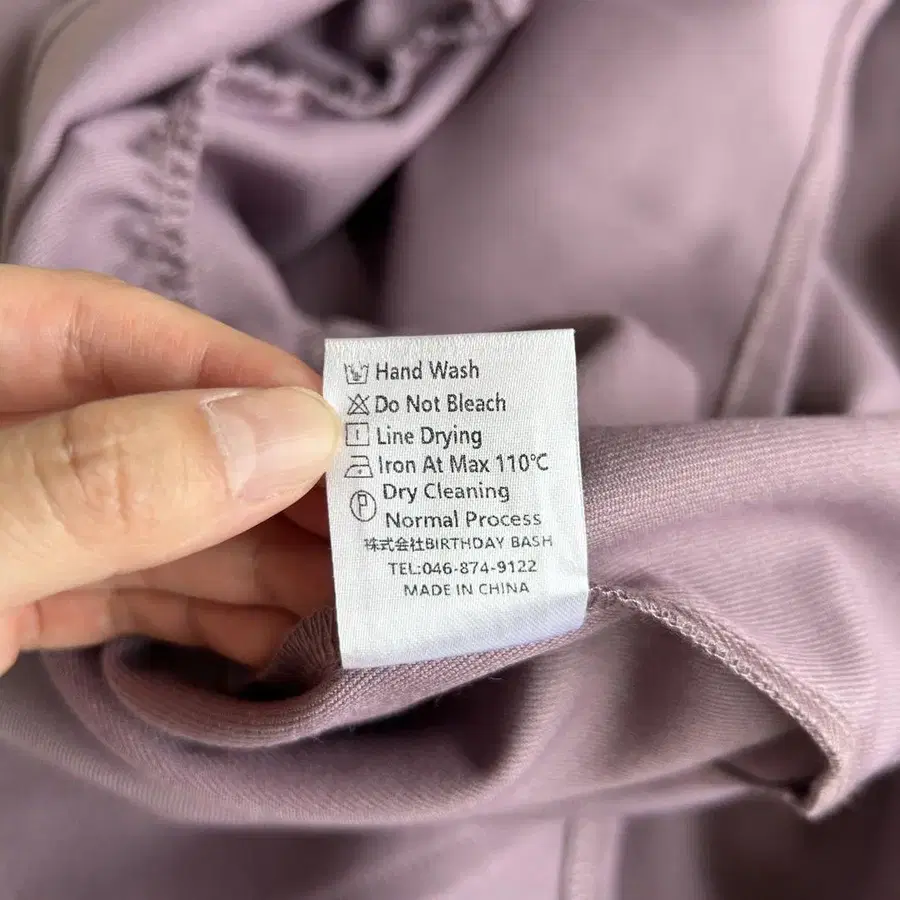 Hand Wash
Do Not Bleach
Line Drying
Iron At Max 110℃
P Dry Cleaning
Normal Process
株式会社BIRTHDAY BASH
TEL:046-874-9122
MADE IN CHINA